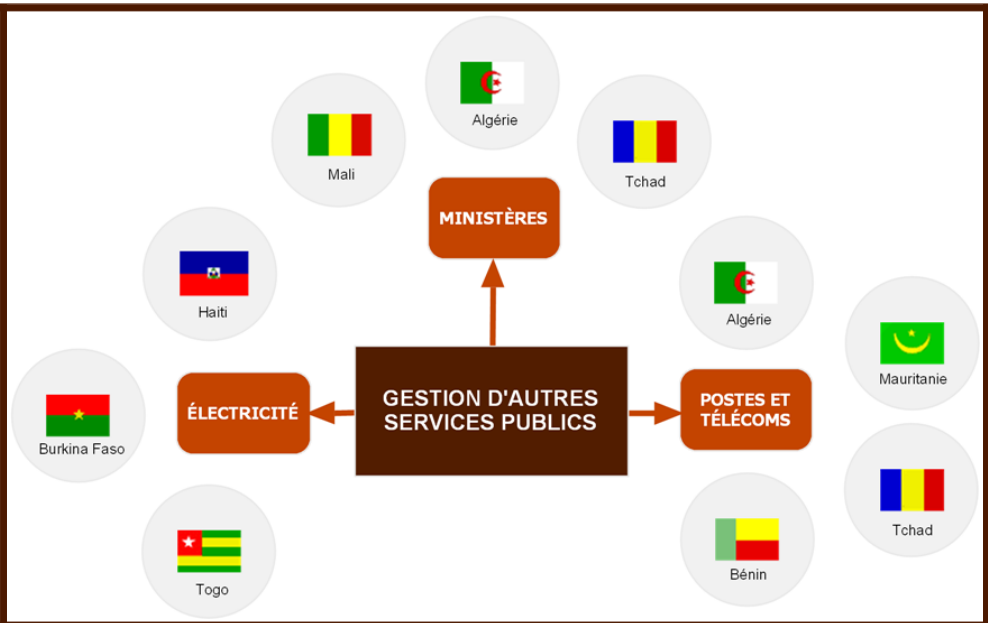 Algérie
Mali
Tchad
MINISTÈRES
Haiti
Algérie
Mauritanie
GESTION D'AUTRES
SERVICES PUBLICS
ÉLECTRICITÉ
POSTES ET
TÉLÉCOMS
Burkina Faso
Tchad
Togo
Bénin